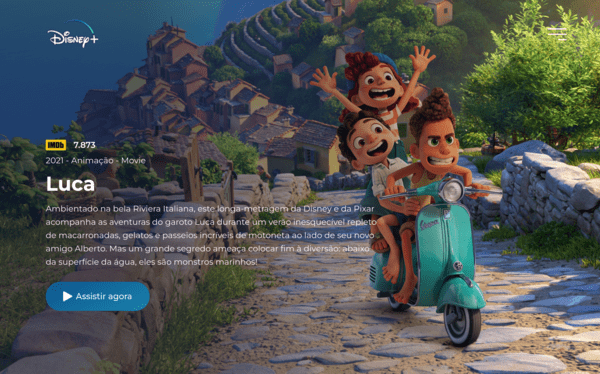 Disney+
IMDb 7.873
2021 - Animação - Movie
Luca
Ambientado na bela Riviera Italiana, este longa-metragem da Disney e da Pixar
acompanha as aventuras do garoto Luca durante um verão inesquecível repleto
de macarronadas, gelatos e passeios incríveis de motoneta ao lado de seu novo
amigo Alberto. Mas um grande segredo ameaça colocar fim à diversão: abaixo
da superfície da água, eles são monstros marinhos!
Assistir agora